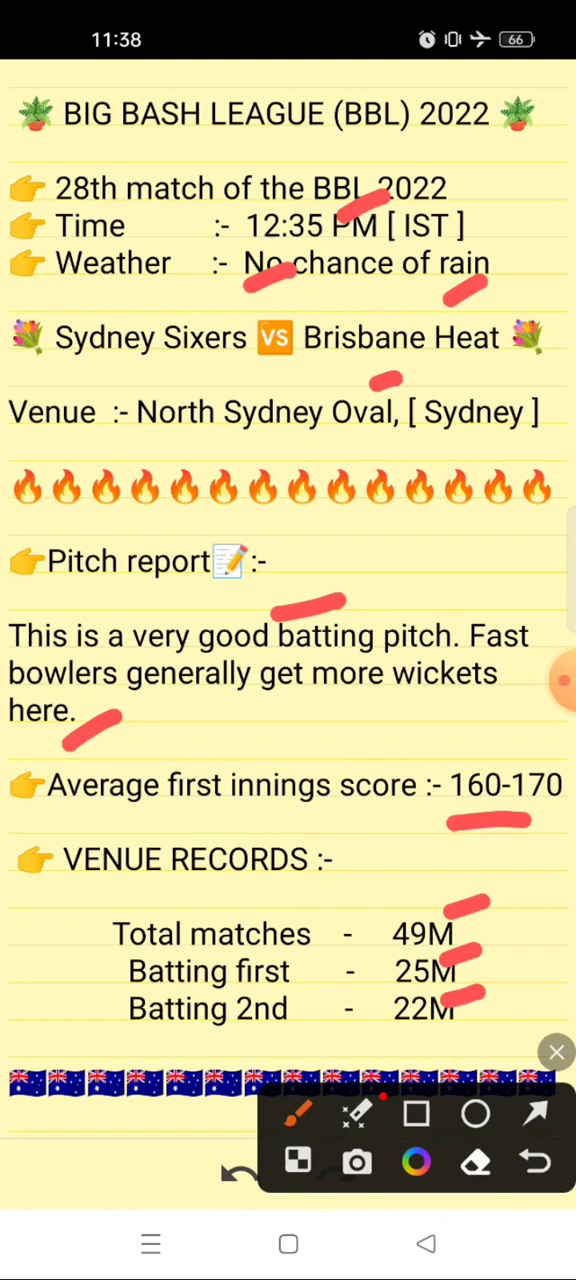 11:38
66
🪴 BIG BASH LEAGUE (BBL) 2022 🪴
👉 28th match of the BBL 2022
👉 Time :- 12:35 PM [ IST ]
👉 Weather :- No chance of rain
💐 Sydney Sixers 🆚 Brisbane Heat 💐
Venue :- North Sydney Oval, [ Sydney ]
🔥🔥🔥🔥🔥🔥🔥🔥🔥🔥🔥🔥🔥🔥
👉Pitch report📝:-
This is a very good batting pitch. Fast
bowlers generally get more wickets
here.
👉Average first innings score :- 160-170
👉 VENUE RECORDS :-
Total matches - 49M
Batting first - 25M
Batting 2nd - 22M
🇦🇺🇦🇺🇦🇺🇦🇺🇦🇺🇦🇺🇦🇺🇦🇺🇦🇺🇦🇺🇦🇺🇦🇺🇦🇺🇦🇺